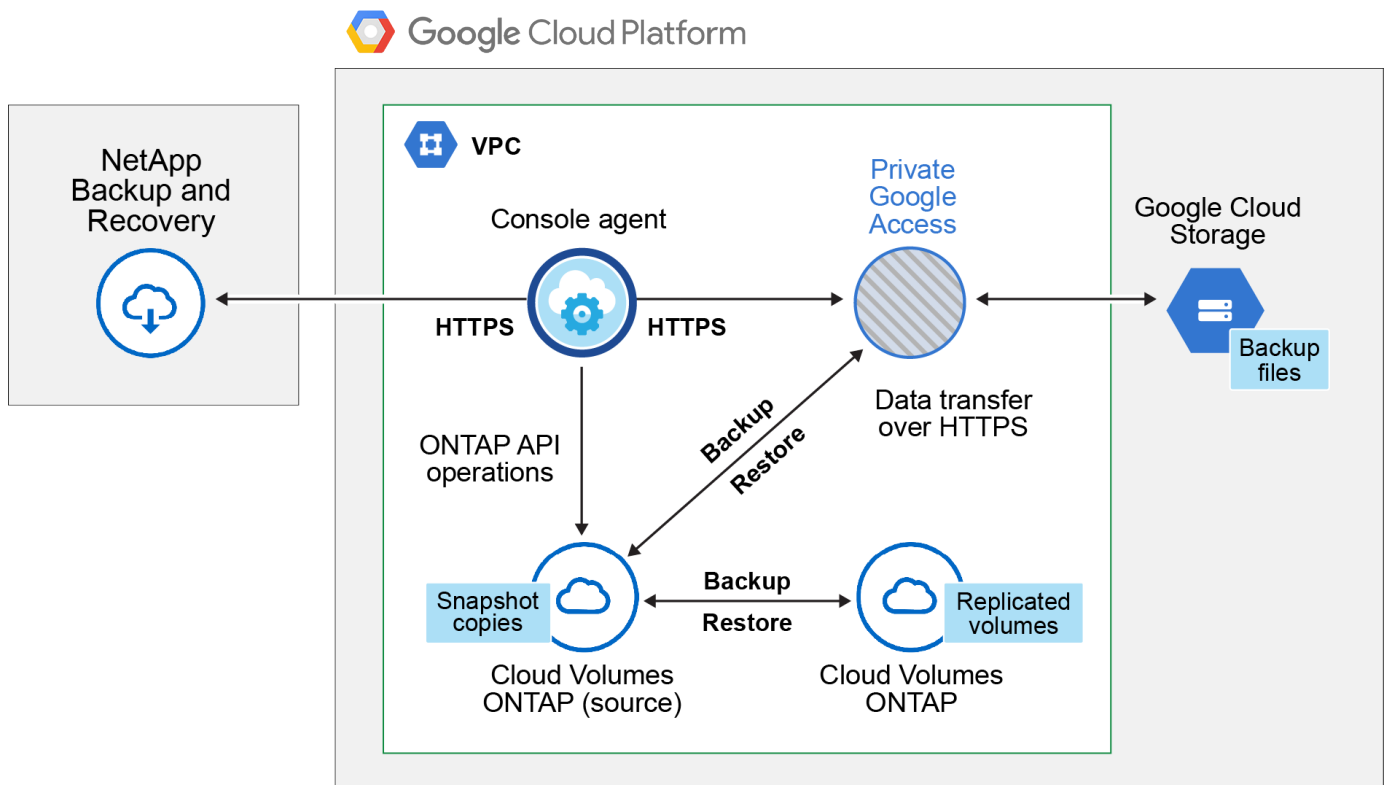 Google Cloud Platform
NetApp
Backup and
Recovery
VPC
Console agent
Private
Google
Access
Google Cloud
Storage
HTTPS
HTTPS
Backup
files
Data transfer
over HTTPS
ONTAP API
operations
Backup
Restore
Snapshot
copies
Backup
Restore
Replicated
volumes
Cloud Volumes
ONTAP (source)
Cloud Volumes
ONTAP